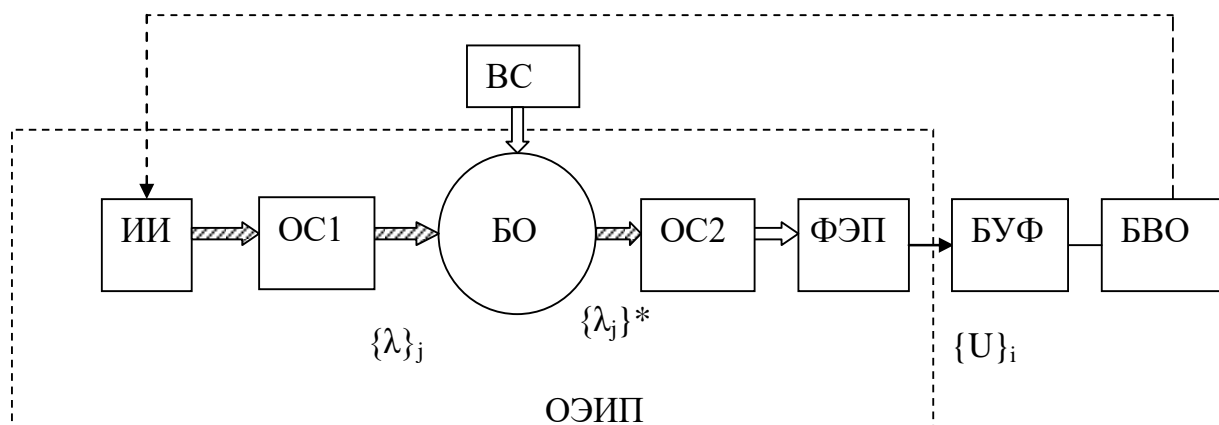 ВС
ИИ
ОС1
БО
ОС2
ФЭП
БУФ
БВО
{λ}j
{λj}*
{U}i
ОЭИП